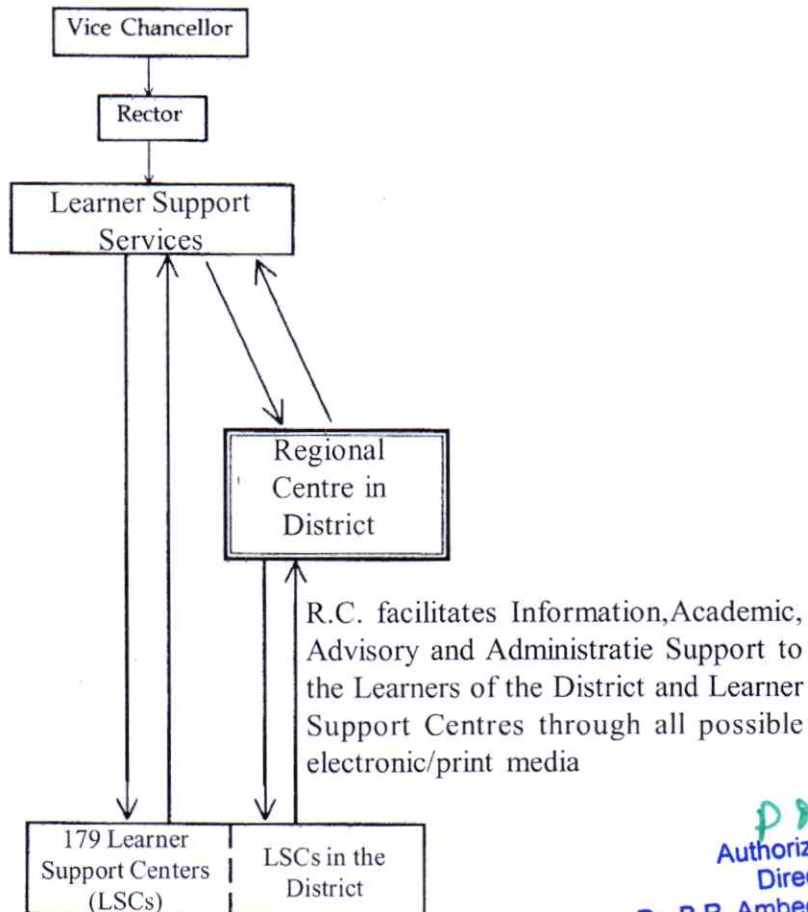 Vice Chancellor
Rector
Learner Support
Services
Regional
Centre in
District
R.C. facilitates Information,Academic,
Advisory and Administratie Support to
the Learners of the District and Learner
Support Centres through all possible
electronic/print media
179 Learner
Support Centers
(LSCs)
LSCs in the
District